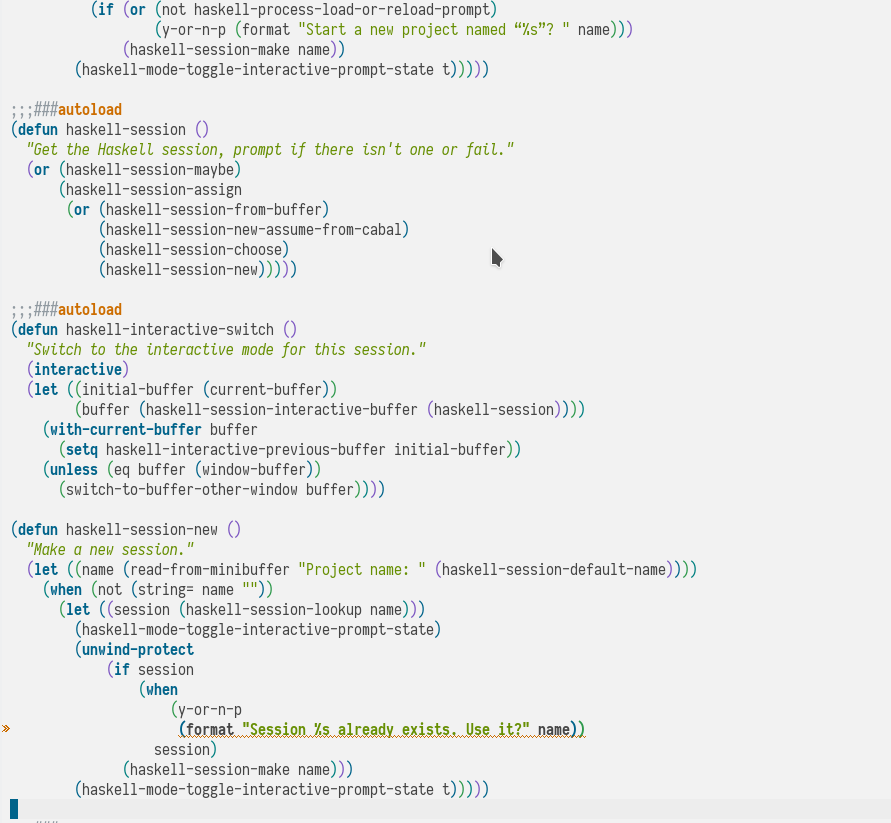 (if (or (not haskell-process-load-or-reload-prompt)
(y-or-n-p (format "Start a new project named “%s”? " name)))
(haskell-session-make name))
(haskell-mode-toggle-interactive-prompt-state t)))))
;;;###autoload
(defun haskell-session ()
"Get the Haskell session, prompt if there isn't one or fail."
(or (haskell-session-maybe)
(haskell-session-assign
(or (haskell-session-from-buffer)
(haskell-session-new-assume-from-cabal)
(haskell-session-choose)
(haskell-session-new)))))
;;;###autoload
(defun haskell-interactive-switch ()
"Switch to the interactive mode for this session."
(interactive)
(let ((initial-buffer (current-buffer))
(buffer (haskell-session-interactive-buffer (haskell-session))))
(with-current-buffer buffer
(setq haskell-interactive-previous-buffer initial-buffer))
(unless (eq buffer (window-buffer))
(switch-to-buffer-other-window buffer))))
(defun haskell-session-new ()
"Make a new session."
(let ((name (read-from-minibuffer "Project name: " (haskell-session-default-name))))
(when (not (string= name ""))
(let ((session (haskell-session-lookup name)))
(haskell-mode-toggle-interactive-prompt-state)
(unwind-protect
(if session
(when
(y-or-n-p
(format "Session %s already exists. Use it?" name))
session)
(haskell-session-make name)))
(haskell-mode-toggle-interactive-prompt-state t)))))